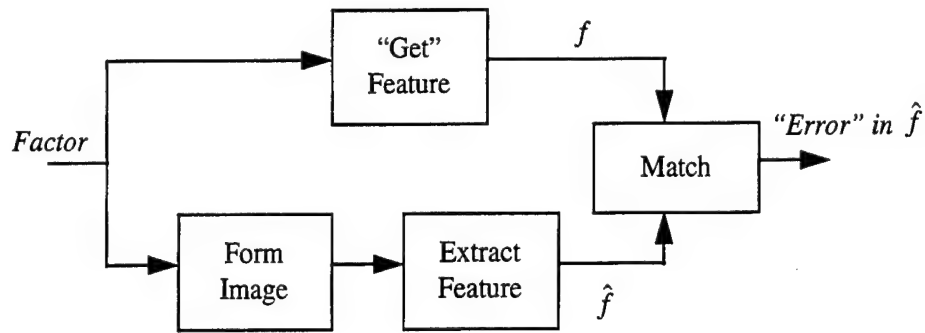 “Get”
Feature
f
Factor
“Error” in f̂
Match
Form
Image
Extract
Feature
f̂